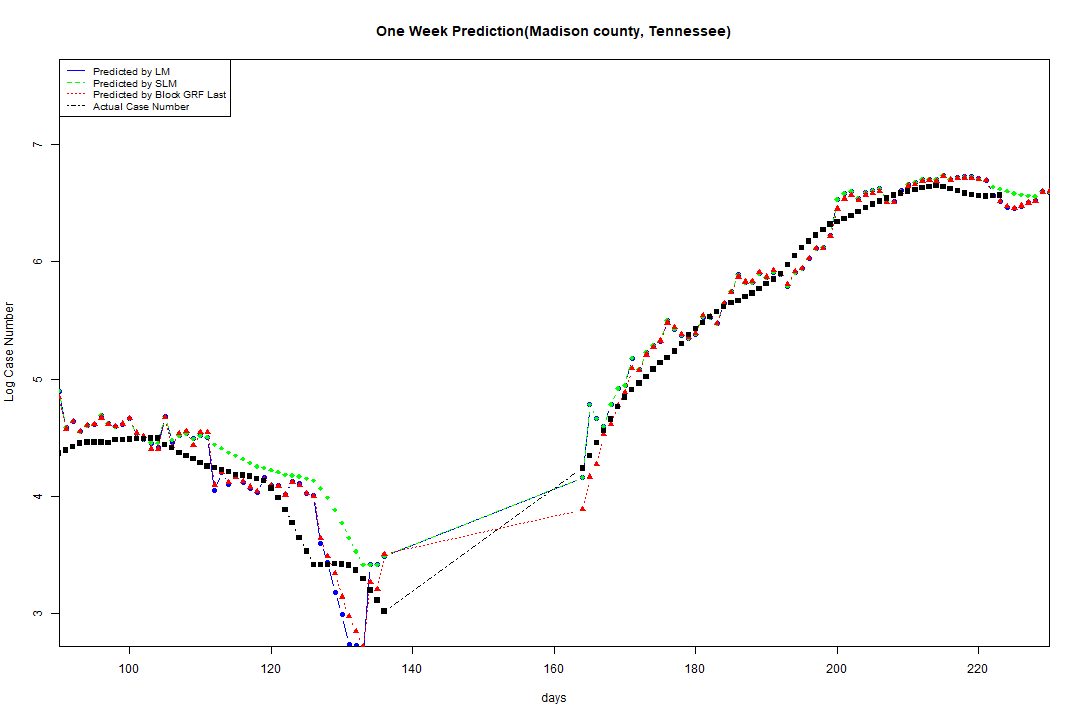 One Week Prediction(Madison county, Tennessee)
Predicted by LM
Predicted by SLM
Predicted by Block GRF Last
Actual Case Number
7
6
5
4
3
Log Case Number
100 120 140 160 180 200 220
days